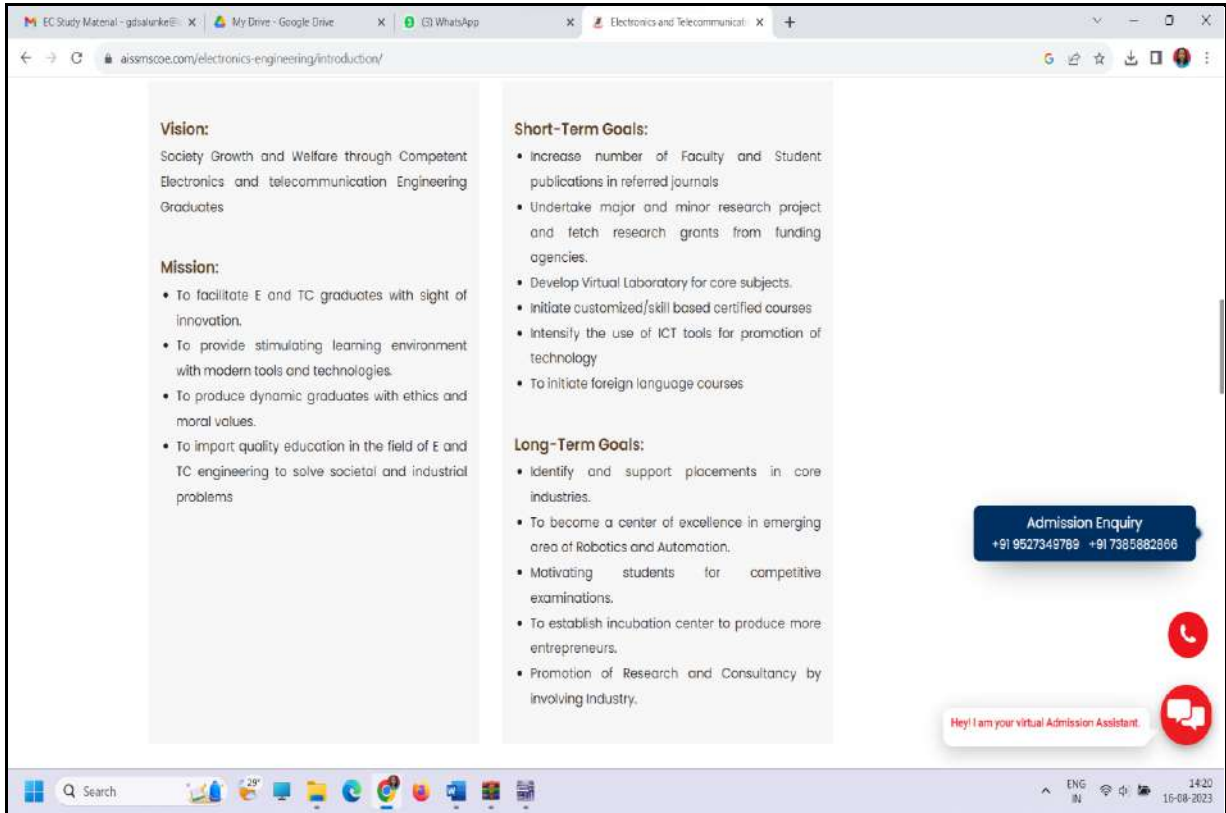 EC Study Material - gdsalunke@
My Drive - Google Drive
(3) WhatsApp
Electronics and Telecommunicati
aissmscoe.com/electronics-engineering/introduction/
Vision:
Society Growth and Welfare through Competent
Electronics and telecommunication Engineering
Graduates
Mission:
• To facilitate E and TC graduates with sight of
innovation.
• To provide stimulating learning environment
with modern tools and technologies.
• To produce dynamic graduates with ethics and
moral values.
• To impart quality education in the field of E and
TC engineering to solve societal and industrial
problems
Short-Term Goals:
• Increase number of Faculty and Student
publications in referred journals
• Undertake major and minor research project
and fetch research grants from funding
agencies.
• Develop Virtual Laboratory for core subjects.
• Initiate customized/skill based certified courses
• Intensify the use of ICT tools for promotion of
technology
• To initiate foreign language courses
Long-Term Goals:
• Identify and support placements in core
industries.
• To become a center of excellence in emerging
area of Robotics and Automation.
• Motivating students for competitive
examinations.
• To establish incubation center to produce more
entrepreneurs.
• Promotion of Research and Consultancy by
involving Industry.
Admission Enquiry
+91 9527349789 +91 7385882866
Hey! I am your virtual Admission Assistant.
Search
29°
ENG
IN
14:20
16-08-2023